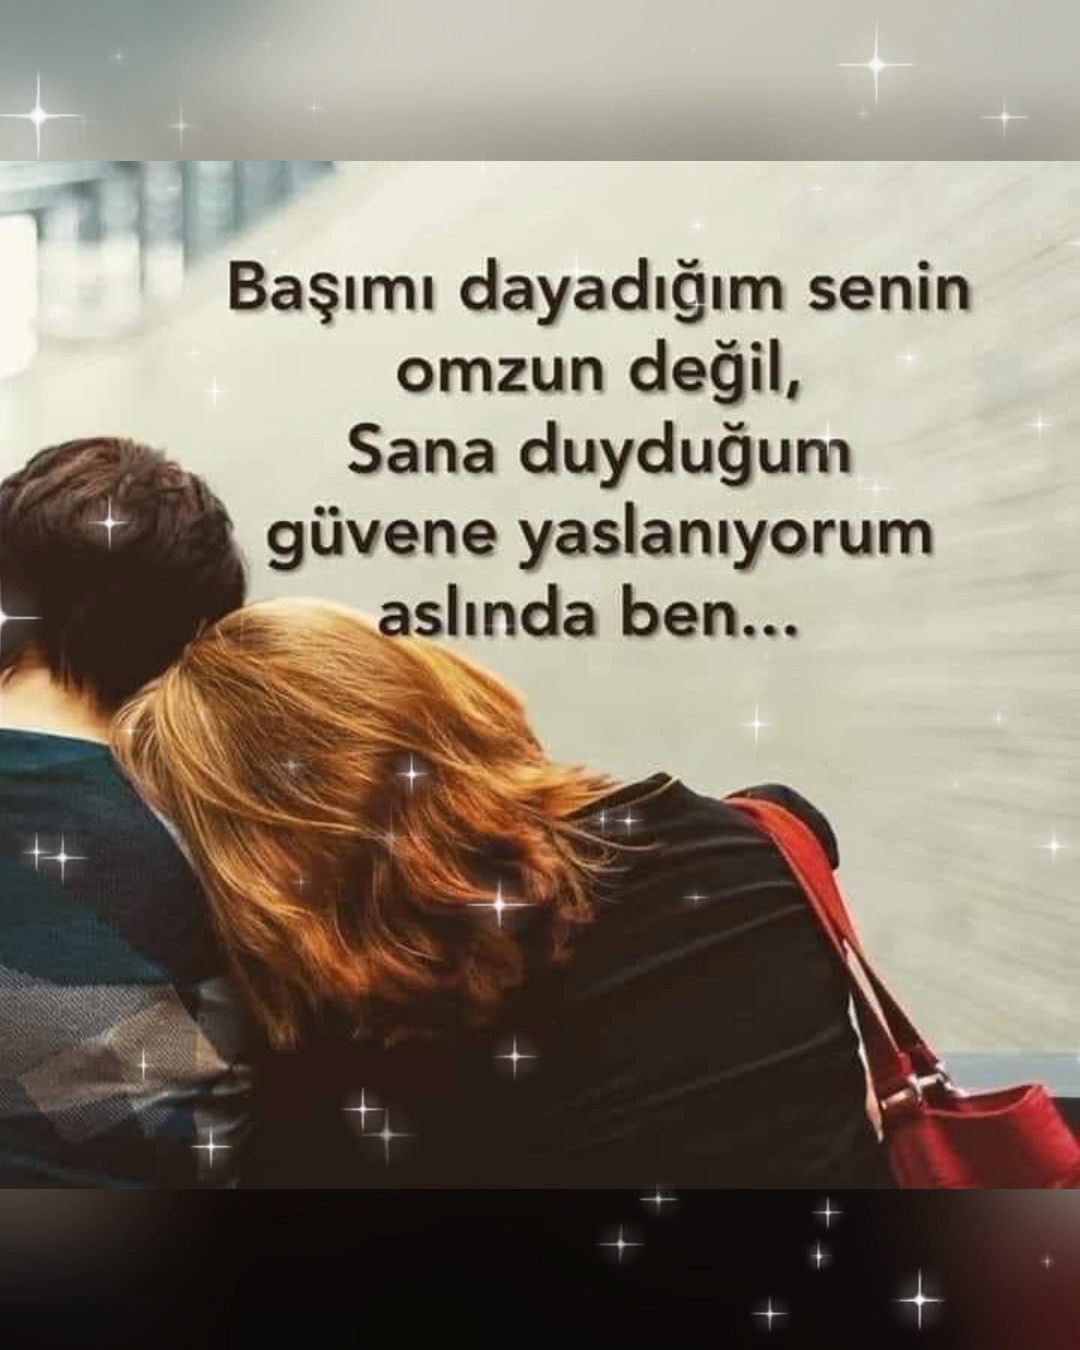 Başımı dayadığım senin
omzun değil,
Sana duyduğum
güvene yaslanıyorum
aslında ben...